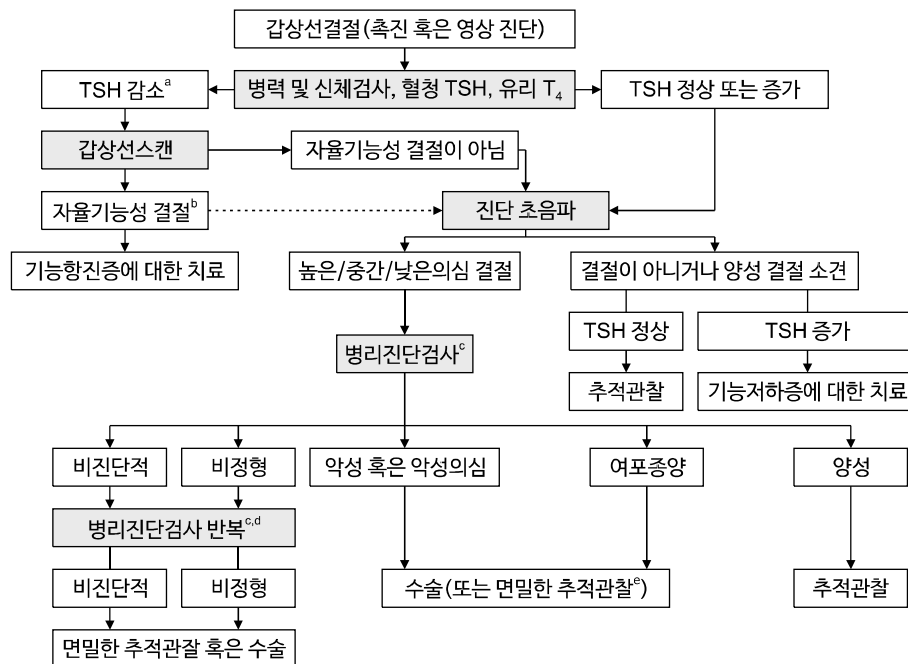 갑상선결절(촉진 혹은 영상 진단)
TSH 감소a
병력 및 신체검사, 혈청 TSH, 유리 T4
TSH 정상 또는 증가
갑상선스캔
자율기능성 결절이 아님
자율기능성 결절b
진단 초음파
기능항진증에 대한 치료
높은/중간/낮은의심 결절
결절이 아니거나 양성 결절 소견
TSH 정상
TSH 증가
병리진단검사c
추적관찰
기능저하증에 대한 치료
비진단적
비정형
악성 혹은 악성의심
여포종양
양성
병리진단검사 반복c,d
비진단적
비정형
수술(또는 면밀한 추적관찰e)
추적관찰
면밀한 추적관잘 혹은 수술